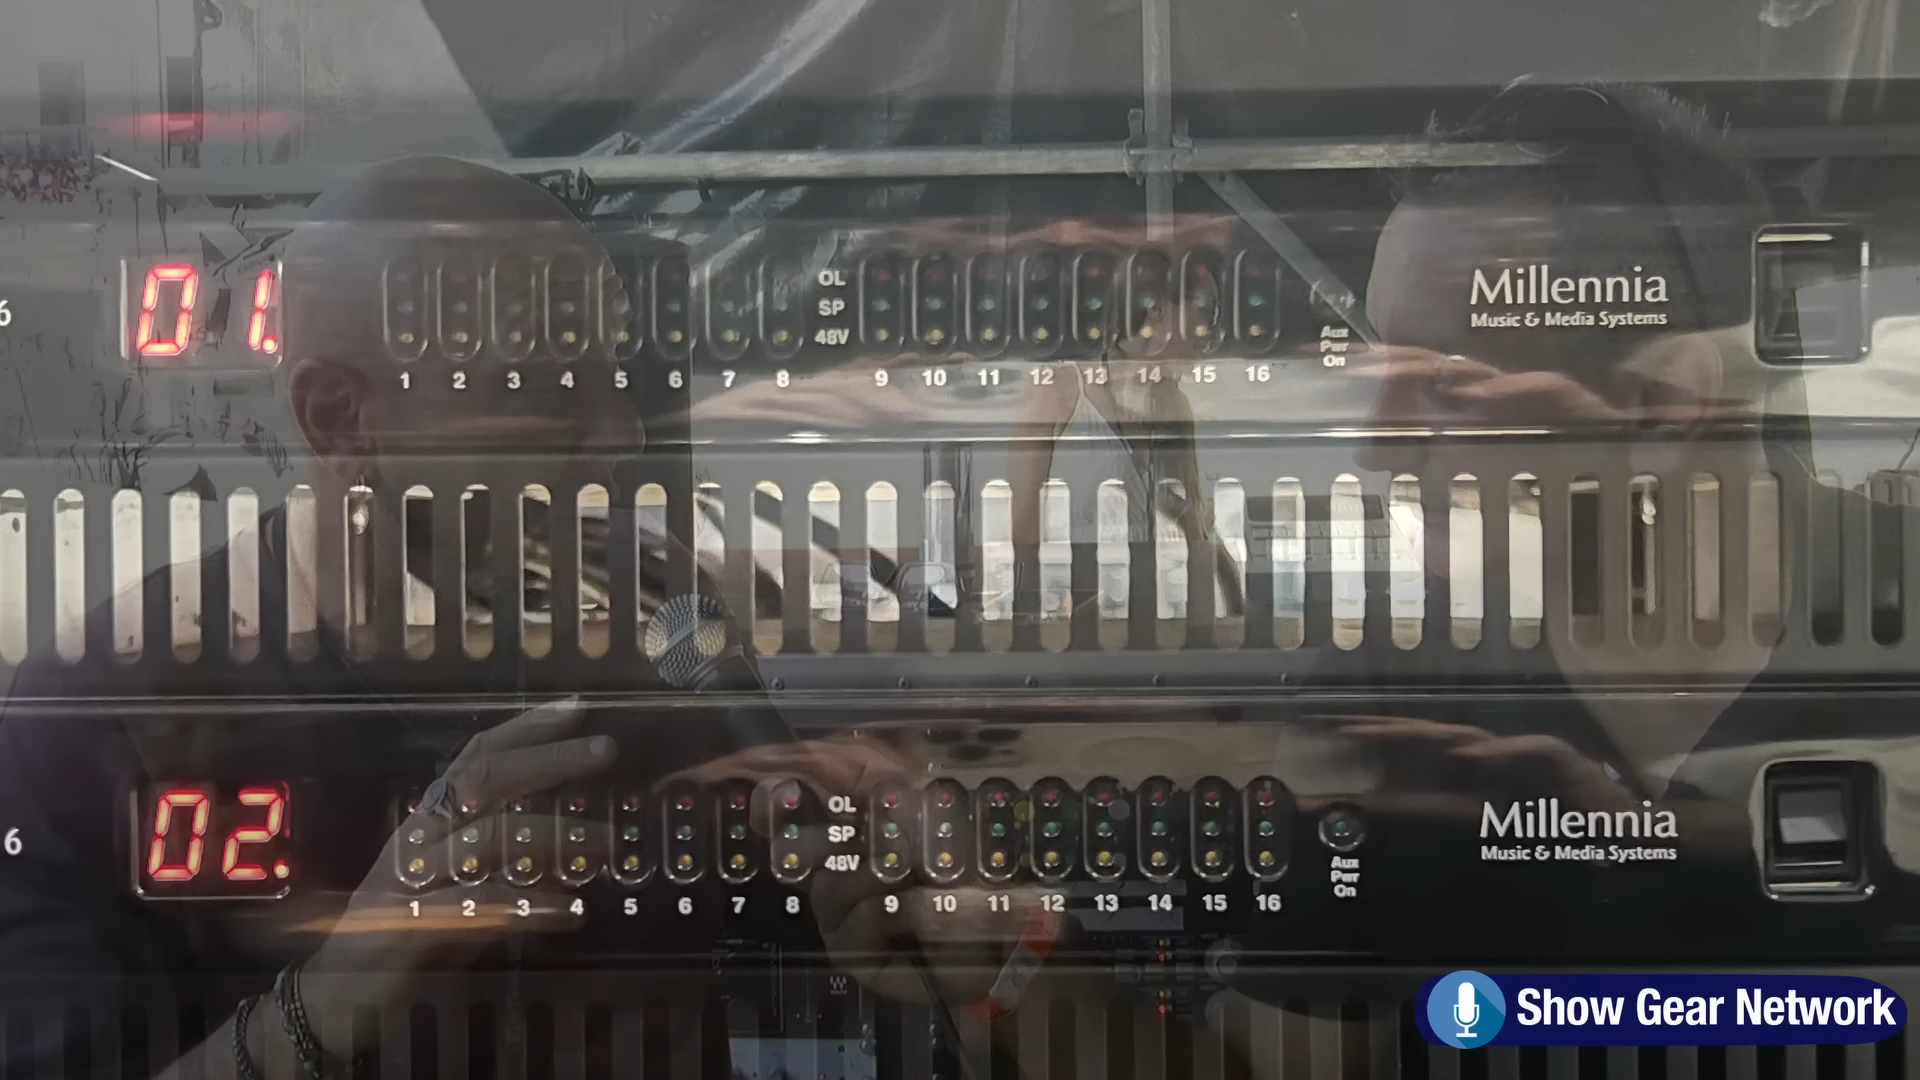 6
01.
OL
SP
48V
1 2 3 4 5 6 7 8 9 10 11 12 13 14 15 16
Aux
Pwr
On
Millennia
Music & Media Systems
6
02.
OL
SP
48V
1 2 3 4 5 6 7 8 9 10 11 12 13 14 15 16
Aux
Pwr
On
Millennia
Music & Media Systems
Show Gear Network